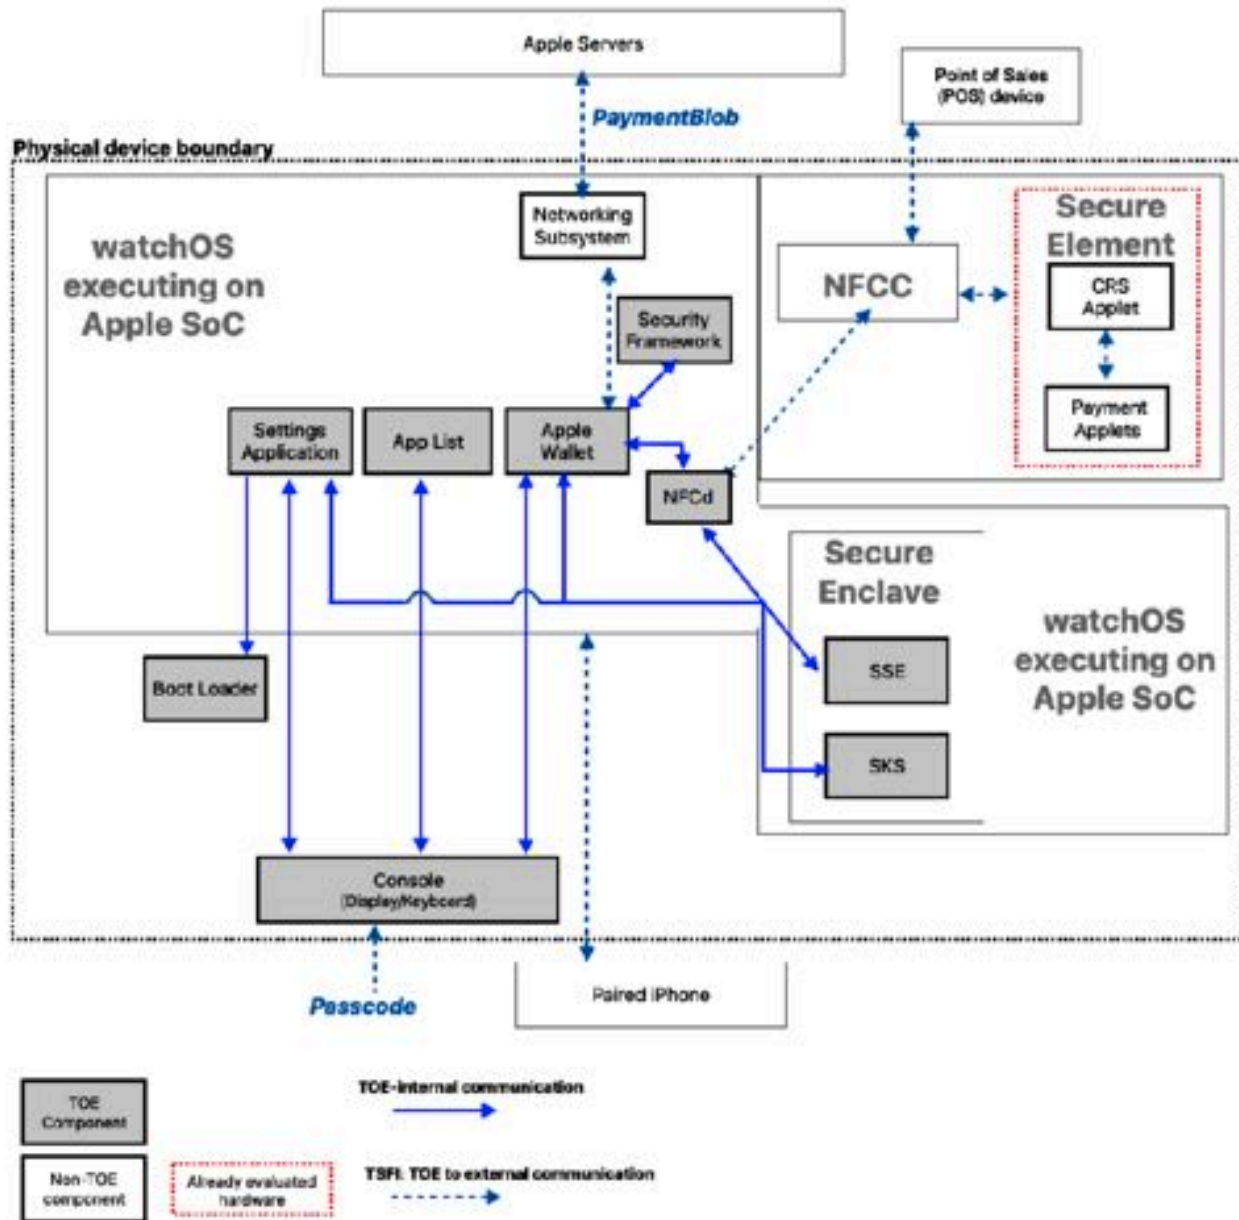 Apple Servers
Point of Sales
(POS) device
PaymentBlob
Physical device boundary
watchOS
executing on
Apple SoC
Networking
Subsystem
Secure
Element
NFCC
CRS
Applet
Security
Framework
Settings
Application
App List
Apple
Wallet
Payment
Applets
NFCd
Secure
Enclave
watchOS
executing on
Apple SoC
SSE
Boot Loader
SKS
Console
(Display/Keyboard)
Passcode
Paired iPhone
TOE
Component
TOE-internal communication
Non-TOE
component
Already evaluated
hardware
TSFI: TOE to external communication